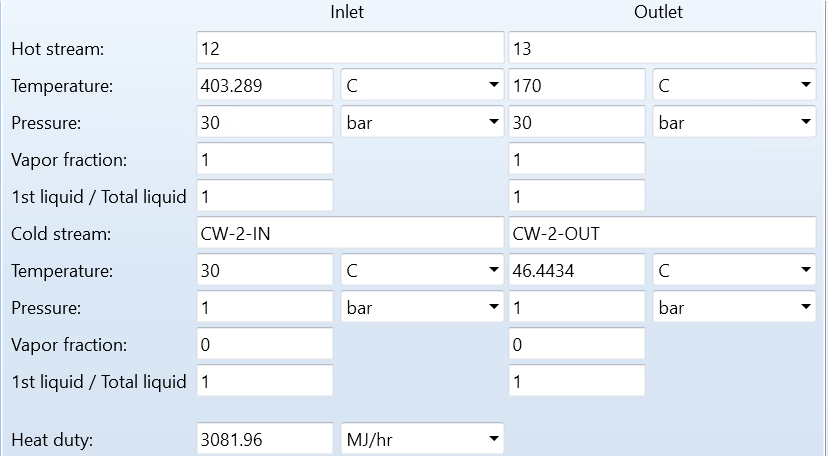 Inlet Outlet
Hot stream: 12 13
Temperature: 403.289 C 170 C
Pressure: 30 bar 30 bar
Vapor fraction: 1 1
1st liquid / Total liquid 1 1
Cold stream: CW-2-IN CW-2-OUT
Temperature: 30 C 46.4434 C
Pressure: 1 bar 1 bar
Vapor fraction: 0 0
1st liquid / Total liquid 1 1
Heat duty: 3081.96 MJ/hr